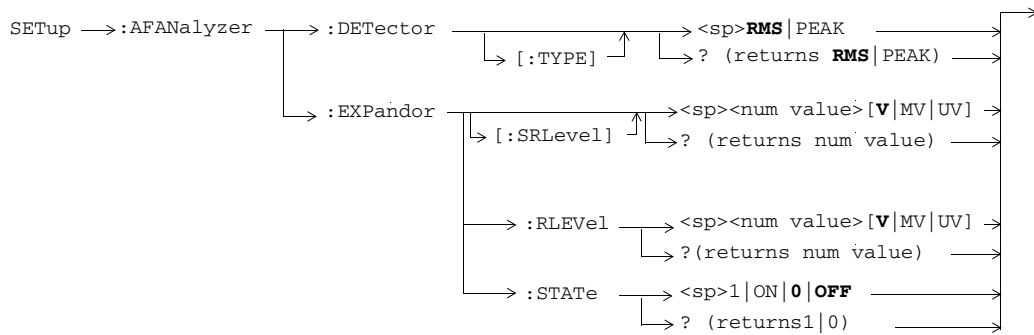 SETup :AFANalyzer :DETector <sp>RMS|PEAK
[:TYPE] ? (returns RMS|PEAK)
:EXPandor <sp><num value>[V|MV|UV]
[:SRLevel] ? (returns num value)
:RLEVel <sp><num value>[V|MV|UV]
?(returns num value)
:STATe <sp>1|ON|0|OFF
? (returns1|0)